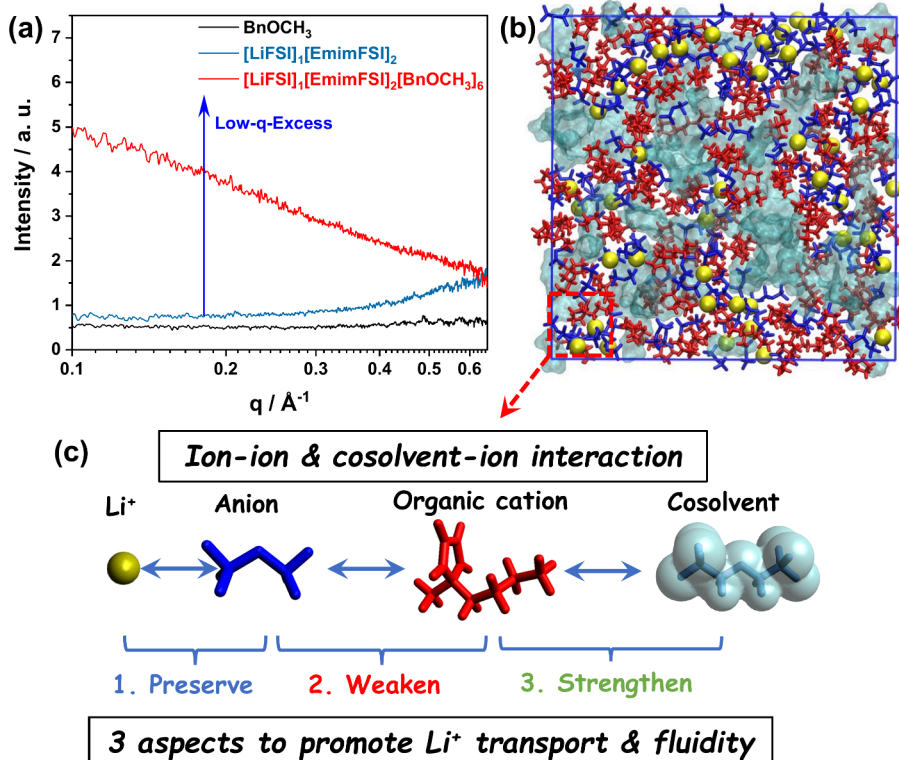 (a)
BnOCH₃
[LiFSI]₁[EmimFSI]₂
[LiFSI]₁[EmimFSI]₂[BnOCH₃]₆
Low-q-Excess
Intensity / a. u.
7
6
5
4
3
2
1
0
0.1
0.2
0.3
0.4
0.5
0.6
q / Å⁻¹
(b)
(c)
Ion-ion & cosolvent-ion interaction
Li⁺
Anion
Organic cation
Cosolvent
1. Preserve
2. Weaken
3. Strengthen
3 aspects to promote Li⁺ transport & fluidity